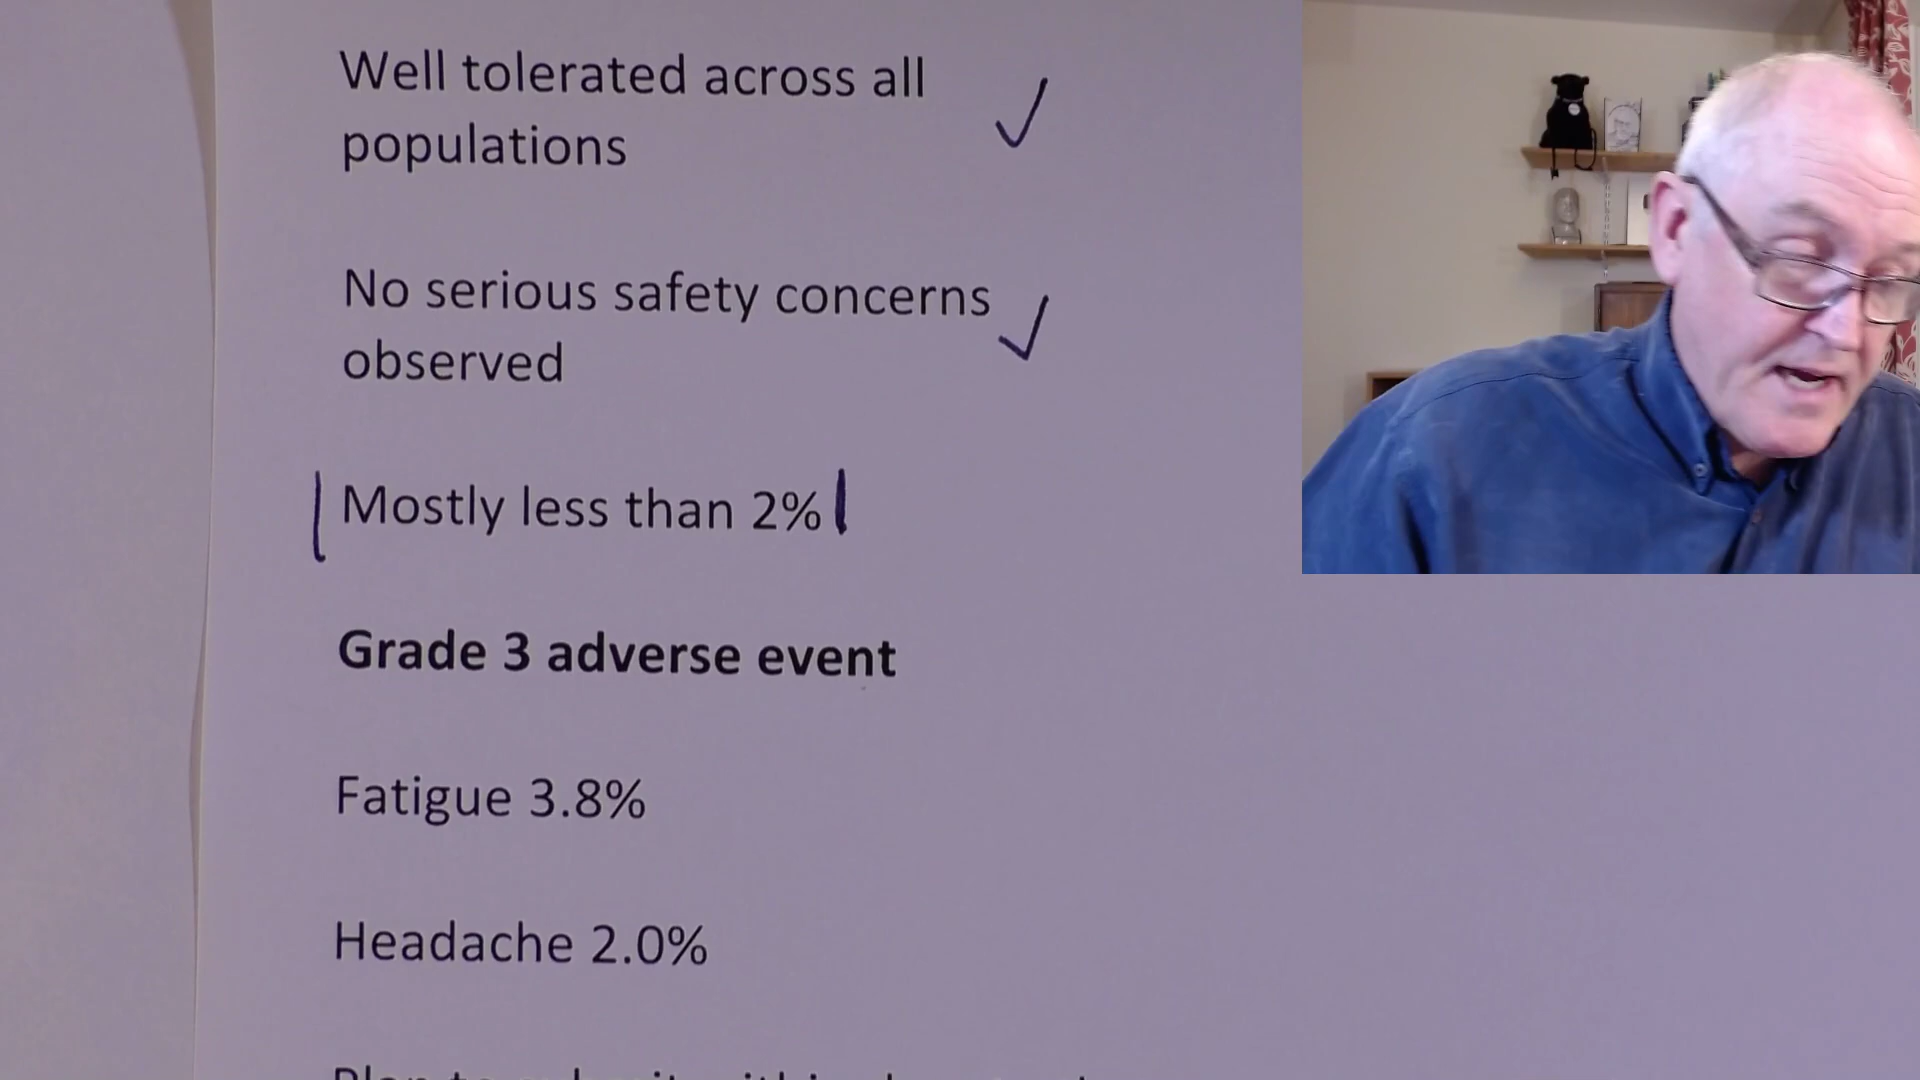 Well tolerated across all
populations
No serious safety concerns
observed
Mostly less than 2%
Grade 3 adverse event
Fatigue 3.8%
Headache 2.0%